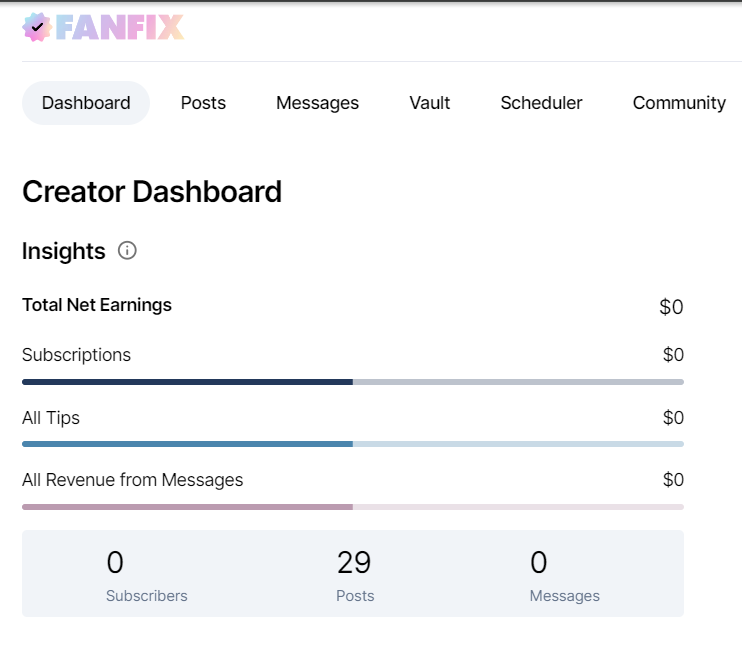 FANFIX
Dashboard Posts Messages Vault Scheduler Community
Creator Dashboard
Insights
Total Net Earnings $0
Subscriptions $0
All Tips $0
All Revenue from Messages $0
0 29 0
Subscribers Posts Messages